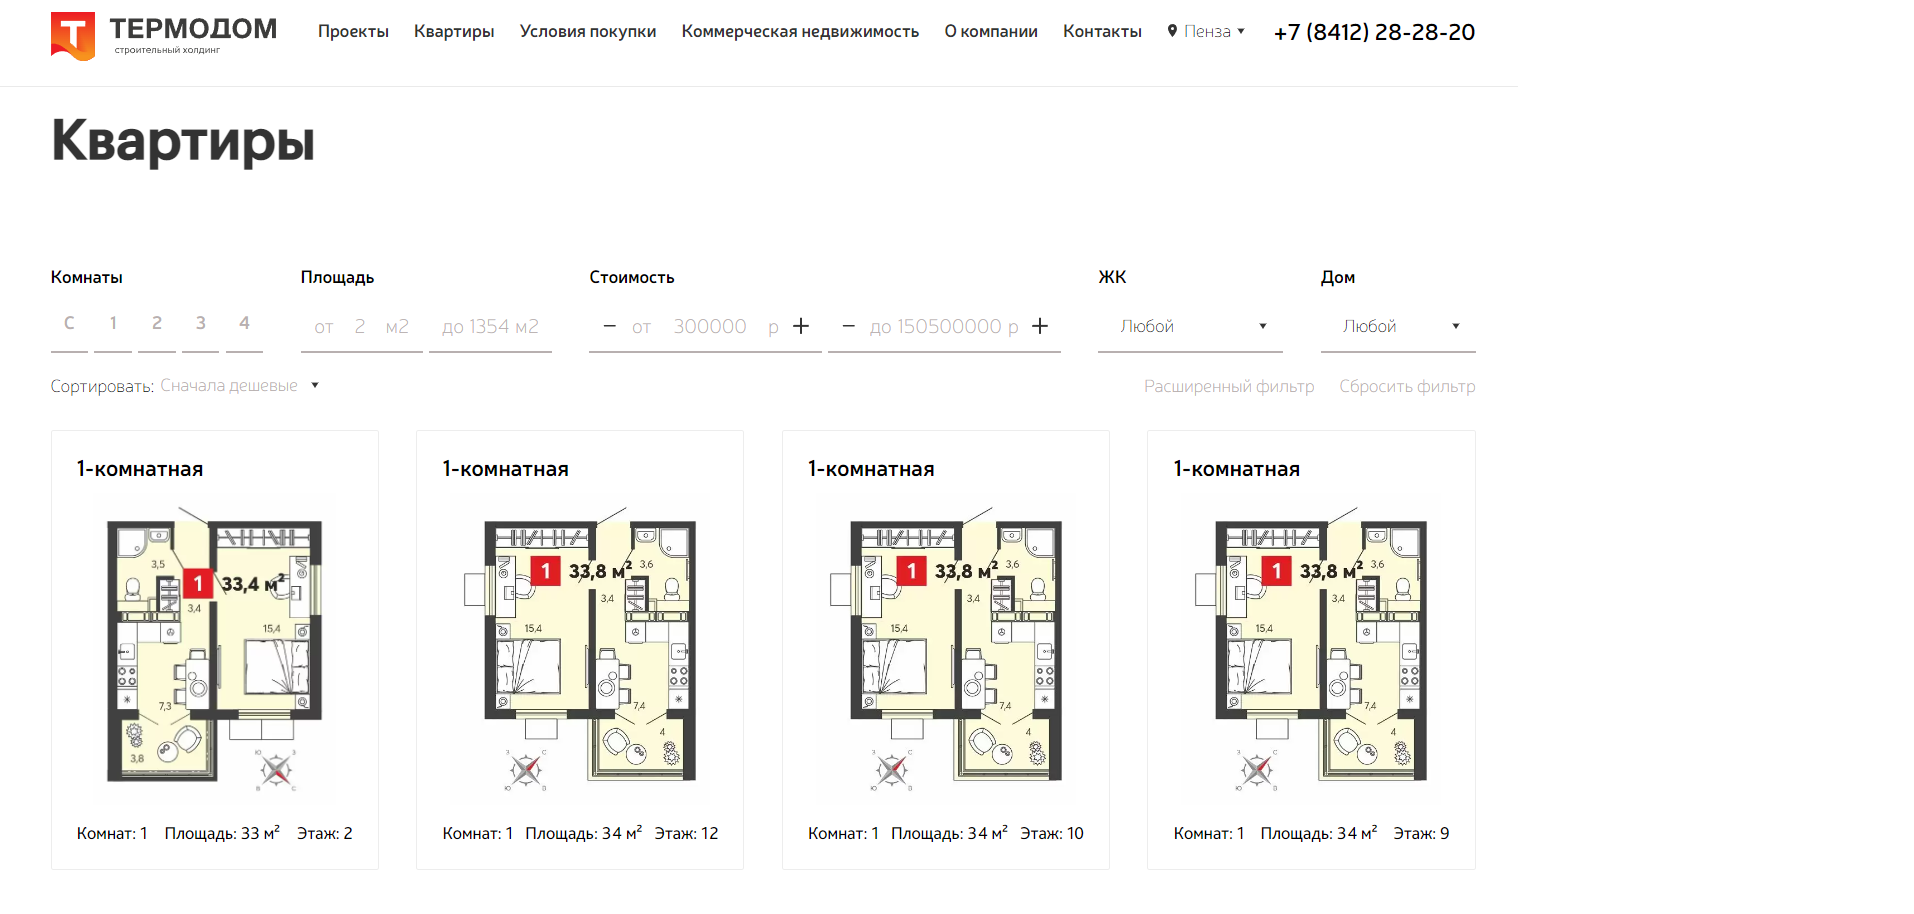 ТЕРМОДОМ
строительный холдинг
Проекты Квартиры Условия покупки Коммерческая недвижимость О компании Контакты Пенза +7 (8412) 28-28-20
Квартиры
Комнаты Площадь Стоимость ЖК Дом
С 1 2 3 4 от 2 м2 до 1354 м2 − от 300000 р + − до 150500000 р + Любой Любой
Сортировать: Сначала дешевые Расширенный фильтр Сбросить фильтр
1-комнатная
3,5
1 33,4 м²
3,4
15,4
7,3
3,8
Ю З
В С
Комнат: 1 Площадь: 33 м² Этаж: 2
1-комнатная
1 33,8 м² 3,6
3,4
15,4
7,4
4
З С
Ю
Комнат: 1 Площадь: 34 м² Этаж: 12
1-комнатная
1 33,8 м² 3,6
3,4
15,4
7,4
4
З С
Ю
Комнат: 1 Площадь: 34 м² Этаж: 10
1-комнатная
1 33,8 м² 3,6
3,4
15,4
7,4
4
З С
Ю
Комнат: 1 Площадь: 34 м² Этаж: 9